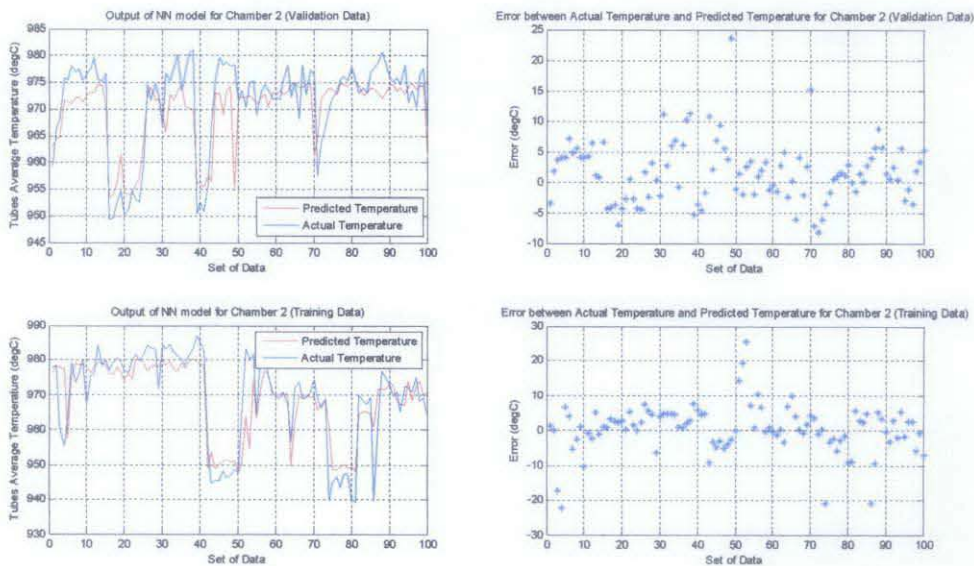 Output of NN model for Chamber 2 (Validation Data)
985
980
975
970
965
960
955
950
945
Tubes Average Temperature (degC)
Predicted Temperature
Actual Temperature
0 10 20 30 40 50 60 70 80 90 100
Set of Data
Error between Actual Temperature and Predicted Temperature for Chamber 2 (Validation Data)
25
20
15
10
5
0
-5
-10
Error (degC)
0 10 20 30 40 50 60 70 80 90 100
Set of Data
Output of NN model for Chamber 2 (Training Data)
990
980
970
960
950
940
930
Tubes Average Temperature (degC)
Predicted Temperature
Actual Temperature
0 10 20 30 40 50 60 70 80 90 100
Set of Data
Error between Actual Temperature and Predicted Temperature for Chamber 2 (Training Data)
30
20
10
0
-10
-20
-30
Error (degC)
0 10 20 30 40 50 60 70 80 90 100
Set of Data